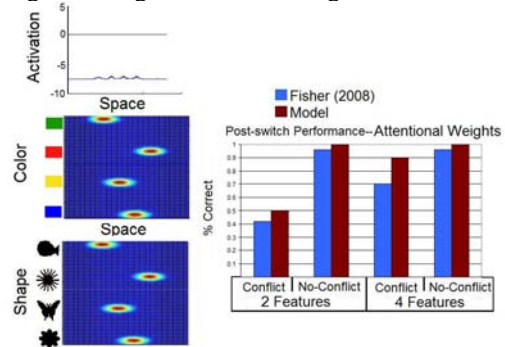 5
0
-5
-10
Activation
Space
Color
Space
Shape
Fisher (2008)
Model
Post-switch Performance--Attentional Weights
1
0.9
0.8
0.7
0.6
0.5
0.4
0.3
0.2
0.1
% Correct
Conflict No-Conflict Conflict No-Conflict
2 Features 4 Features